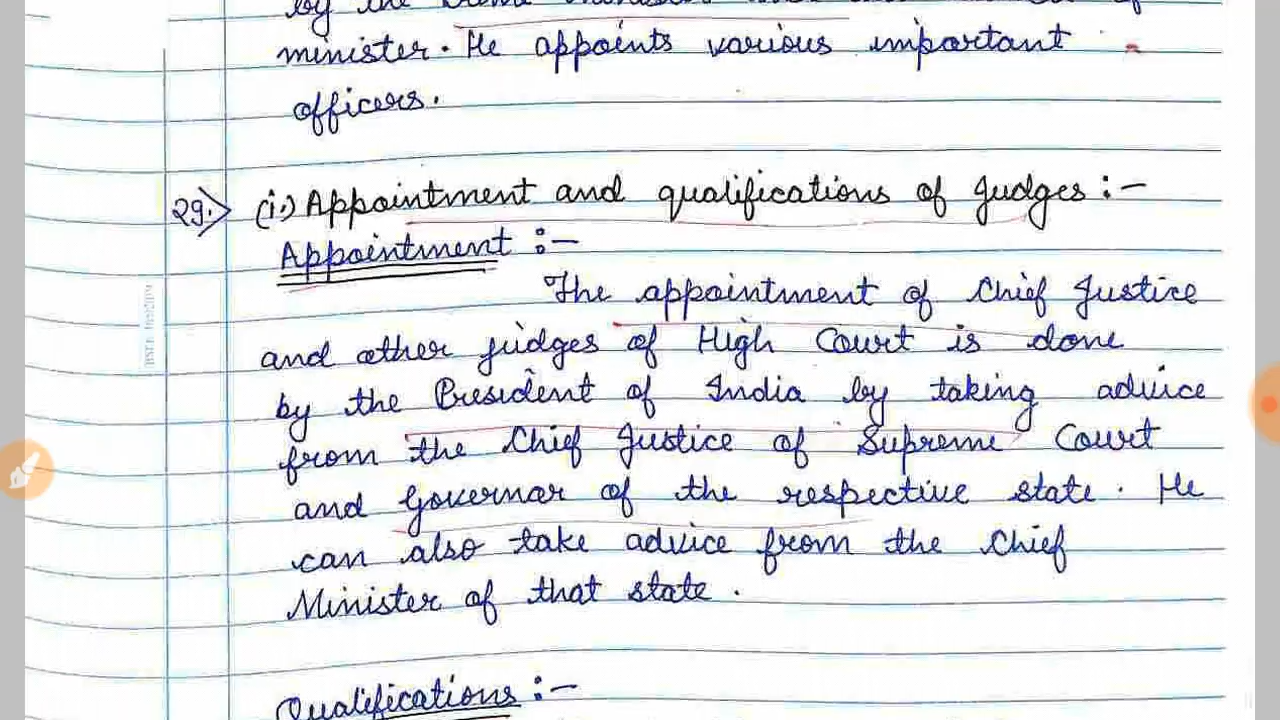 by the
minister. He appoints various important
officers.
29.> (i.) Appointment and qualifications of Judges :-
Appointment :-
The appointment of Chief Justice
and other judges of High Court is done
by the President of India by taking advice
from the Chief Justice of Supreme Court
and Governor of the respective state. He
can also take advice from the Chief
Minister of that state.
Qualifications :-